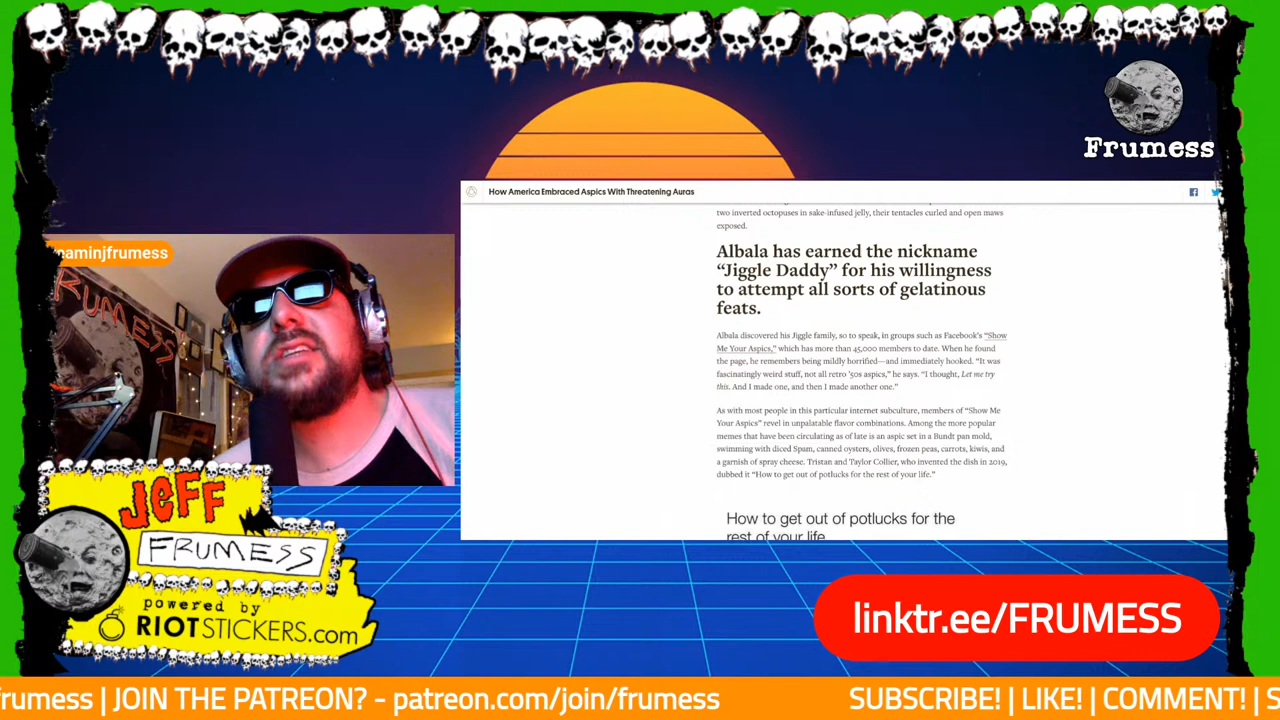 Frumess
How America Embraced Aspics With Threatening Auras
two inverted octopuses in sake-infused jelly, their tentacles curled and open maws
exposed.
Albala has earned the nickname
“Jiggle Daddy” for his willingness
to attempt all sorts of gelatinous
feats.
Albala discovered his Jiggle family, so to speak, in groups such as Facebook’s “Show
Me Your Aspics,” which has more than 45,000 members to date. When he found
the page, he remembers being mildly horrified—and immediately hooked. “It was
fascinatingly weird stuff, not all retro ’50s aspics,” he says. “I thought, Let me try
this. And I made one, and then I made another one.”
As with most people in this particular internet subculture, members of “Show Me
Your Aspics” revel in unpalatable flavor combinations. Among the more popular
memes that have been circulating as of late is an aspic set in a Bundt pan mold,
swimming with diced Spam, canned oysters, olives, frozen peas, carrots, kiwis, and
a garnish of spray cheese. Tristan and Taylor Collier, who invented the dish in 2019,
dubbed it “How to get out of potlucks for the rest of your life.”
How to get out of potlucks for the
rest of your life
eaminjfrumess
FRUMESS
JEFF
FRUMESS
powered by
RIOTSTICKERS.com
linktr.ee/FRUMESS
frumess | JOIN THE PATREON? - patreon.com/join/frumess SUBSCRIBE! | LIKE! | COMMENT! | S